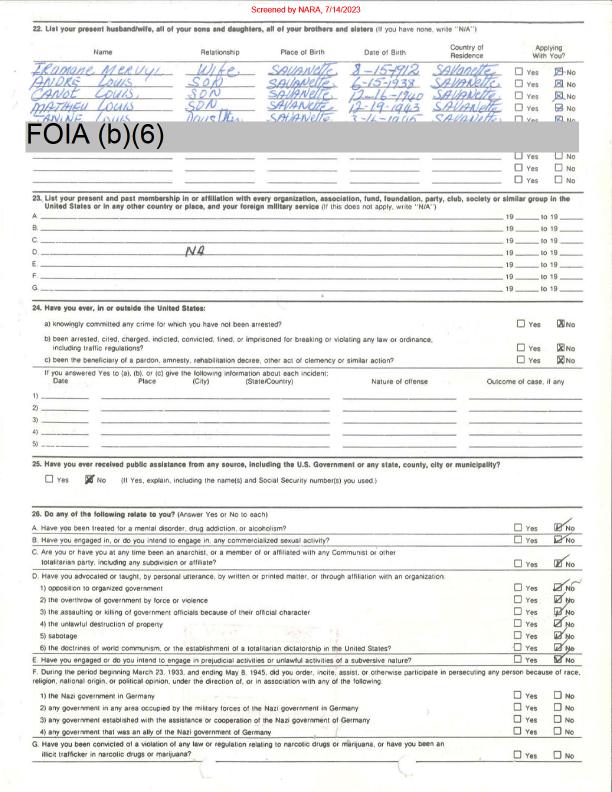 Screened by NARA, 7/14/2023
22. List your present husband/wife, all of your sons and daughters, all of your brothers and sisters (If you have none, write "N/A")
Name Relationship Place of Birth Date of Birth Country of Residence Applying With You?
Iramane Mervyl Wife SAVANETTE 8-15-1912 SAVANETTE Yes No
ANDRE Louis SON SAVANETTE 6-15-1938 SAVANETTE Yes No
CANOT Louis SON SAVANETTE 12-16-1940 SAVANETTE Yes No
MATHIEU Louis SON SAVANETTE 12-19-1943 SAVANETTE Yes No
Louis Daughter SAVANETTE SAVANETTE
FOIA (b)(6)
Yes No
Yes No
Yes No
23. List your present and past membership in or affiliation with every organization, association, fund, foundation, party, club, society or similar group in the
United States or in any other country or place, and your foreign military service (If this does not apply, write "N/A")
A 19 to 19
B. 19 to 19
C. 19 to 19
D. NA 19 to 19
E. 19 to 19
F. 19 to 19
G. 19 to 19
24. Have you ever, in or outside the United States:
a) knowingly committed any crime for which you have not been arrested? Yes No
b) been arrested, cited, charged, indicted, convicted, fined, or imprisoned for breaking or violating any law or ordinance,
including traffic regulations? Yes No
c) been the beneficiary of a pardon, amnesty, rehabilitation decree, other act of clemency or similar action? Yes No
If you answered Yes to (a), (b), or (c) give the following information about each incident:
Date Place (City) (State/Country) Nature of offense Outcome of case, if any
1)
2)
3)
4)
5)
25. Have you ever received public assistance from any source, including the U.S. Government or any state, county, city or municipality?
Yes No (If Yes, explain, including the name(s) and Social Security number(s) you used.)
26. Do any of the following relate to you? (Answer Yes or No to each)
A. Have you been treated for a mental disorder, drug addiction, or alcoholism? Yes No
B. Have you engaged in, or do you intend to engage in, any commercialized sexual activity? Yes No
C. Are you or have you at any time been an anarchist, or a member of or affiliated with any Communist or other
totalitarian party, including any subdivision or affiliate? Yes No
D. Have you advocated or taught, by personal utterance, by written or printed matter, or through affiliation with an organization:
1) opposition to organized government Yes No
2) the overthrow of government by force or violence Yes No
3) the assaulting or killing of government officials because of their official character Yes No
4) the unlawful destruction of property Yes No
5) sabotage Yes No
6) the doctrines of world communism, or the establishment of a totalitarian dictatorship in the United States? Yes No
E. Have you engaged or do you intend to engage in prejudicial activities or unlawful activities of a subversive nature? Yes No
F. During the period beginning March 23, 1933, and ending May 8, 1945, did you order, incite, assist, or otherwise participate in persecuting any person because of race,
religion, national origin, or political opinion, under the direction of, or in association with any of the following:
1) the Nazi government in Germany Yes No
2) any government in any area occupied by the military forces of the Nazi government in Germany Yes No
3) any government established with the assistance or cooperation of the Nazi government of Germany Yes No
4) any government that was an ally of the Nazi government of Germany Yes No
G. Have you been convicted of a violation of any law or regulation relating to narcotic drugs or marijuana, or have you been an
illicit trafficker in narcotic drugs or marijuana? Yes No